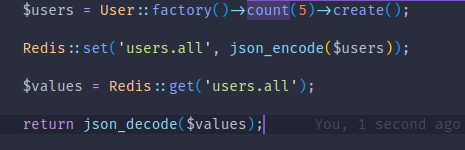 $users = User::factory()->count(5)->create();
Redis::set('users.all', json_encode($users));
$values = Redis::get('users.all');
return json_decode($values); You, 1 second ago